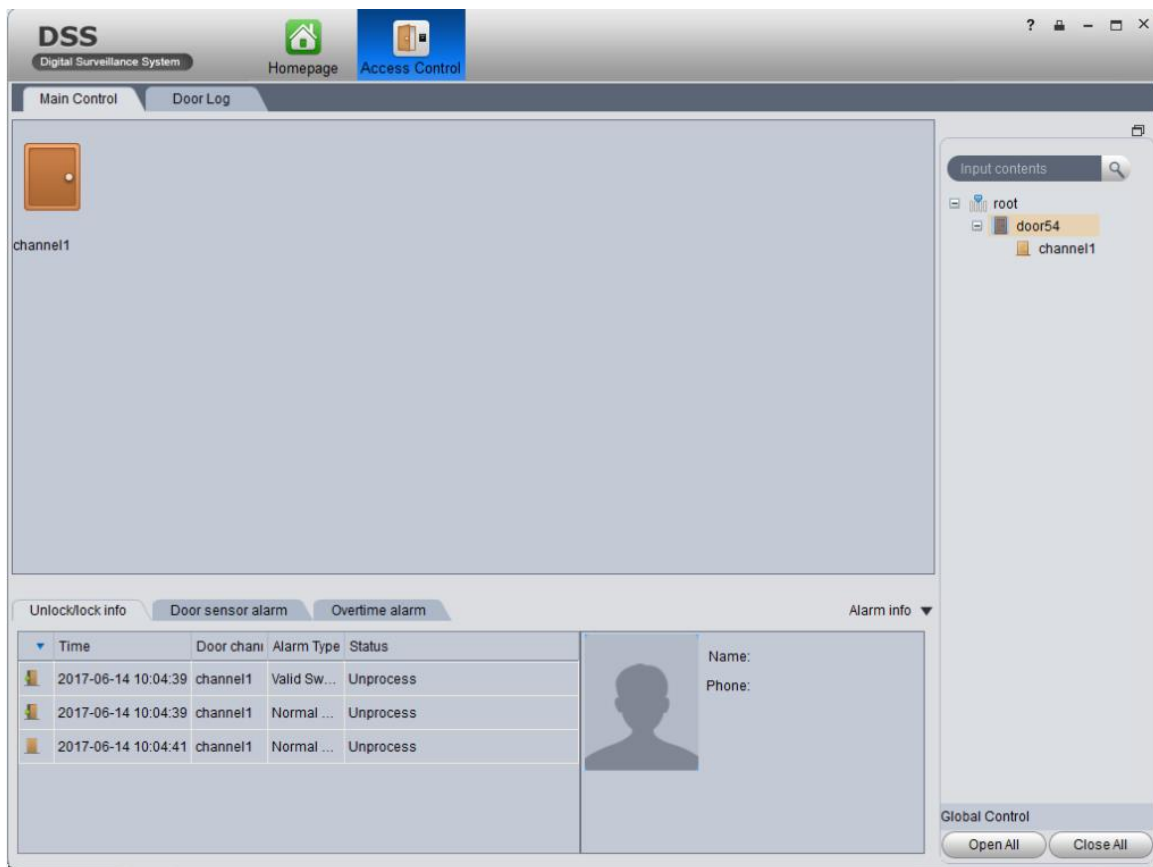 DSS
Digital Surveillance System
Homepage
Access Control
?
Main Control
Door Log
channel1
Input contents
root
door54
channel1
Unlock/lock info
Door sensor alarm
Overtime alarm
Alarm info
Time Door chan Alarm Type Status
2017-06-14 10:04:39 channel1 Valid Sw... Unprocess
2017-06-14 10:04:39 channel1 Normal ... Unprocess
2017-06-14 10:04:41 channel1 Normal ... Unprocess
Name:
Phone:
Global Control
Open All
Close All